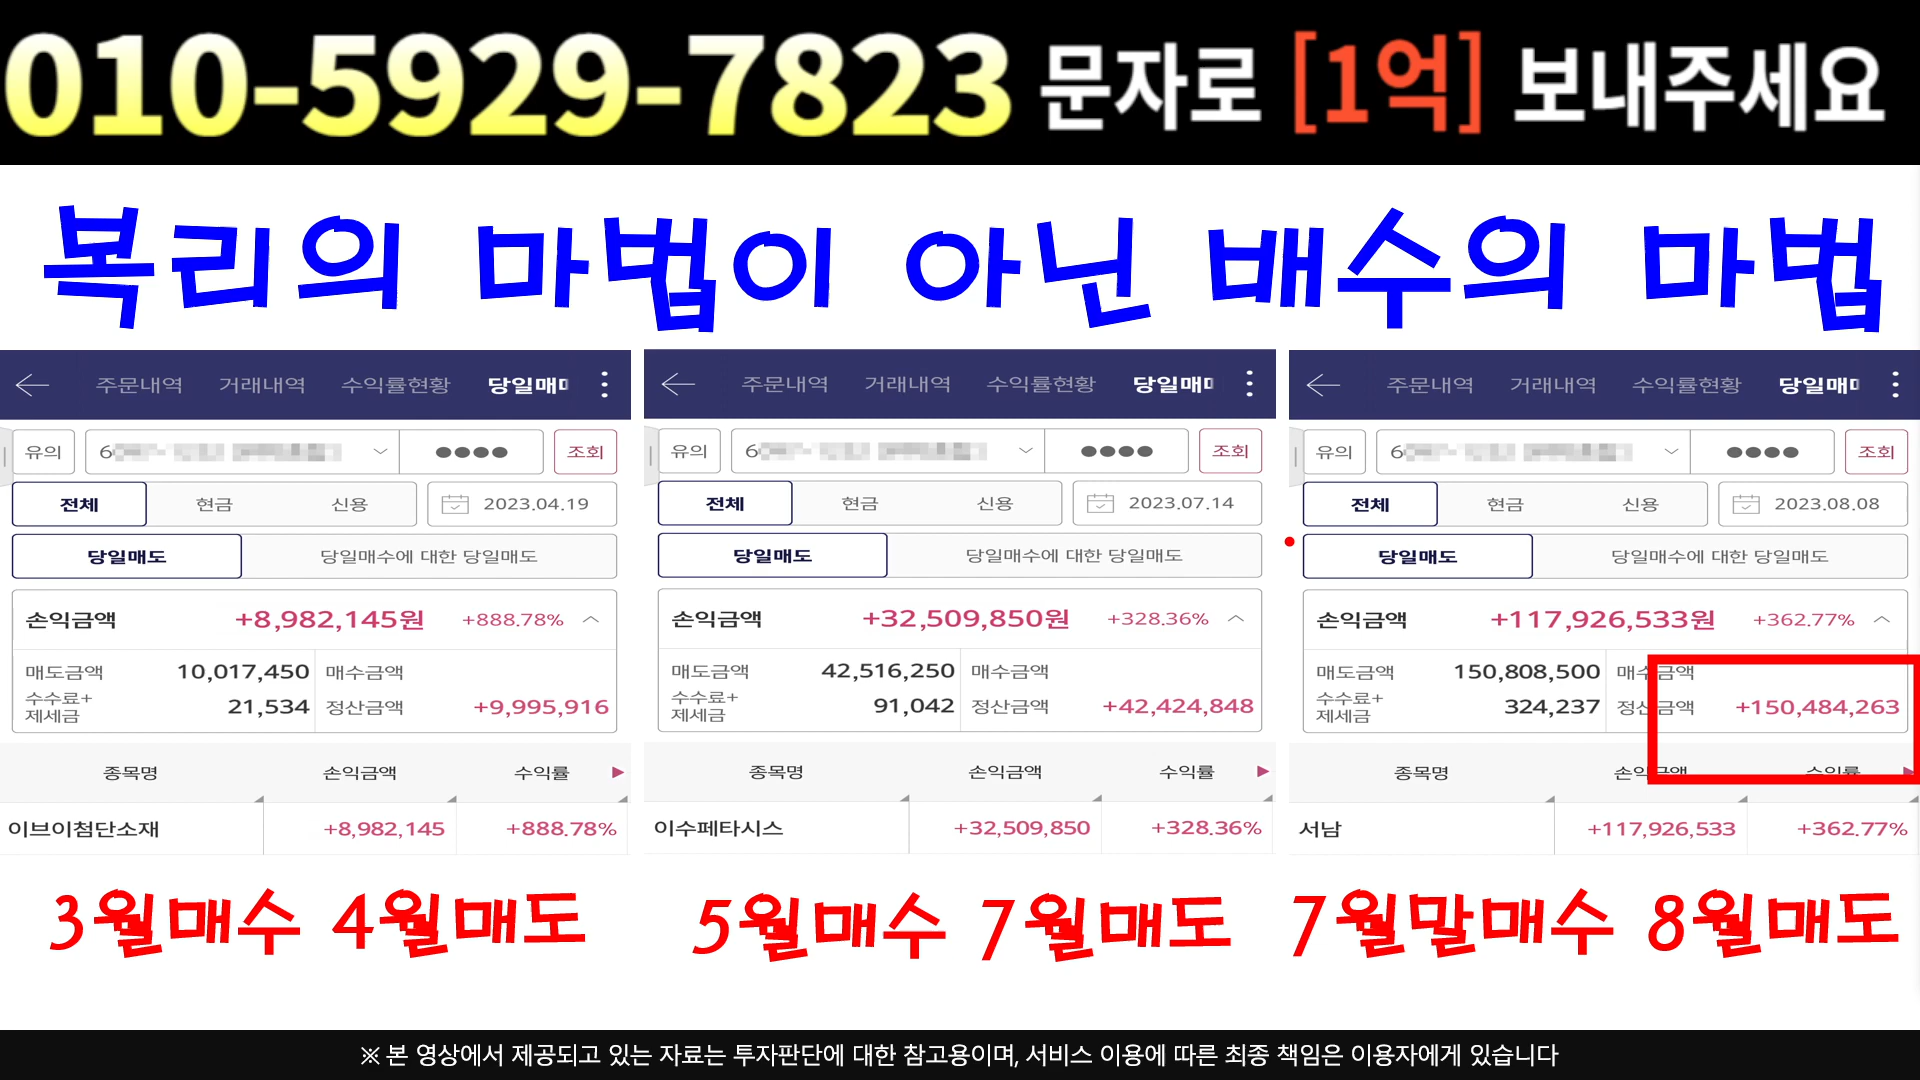 010-5929-7823 문자로 [1억] 보내주세요
복리의 마법이 아닌 배수의 마법
주문내역 거래내역 수익률현황 당일매매
유의 6 ●●●● 조회
전체 현금 신용 2023.04.19
당일매도 당일매수에 대한 당일매도
손익금액 +8,982,145원 +888.78%
매도금액 10,017,450 매수금액
수수료+
제세금 21,534 정산금액 +9,995,916
종목명 손익금액 수익률
이브이첨단소재 +8,982,145 +888.78%
3월매수 4월매도
주문내역 거래내역 수익률현황 당일매매
유의 6 ●●●● 조회
전체 현금 신용 2023.07.14
당일매도 당일매수에 대한 당일매도
손익금액 +32,509,850원 +328.36%
매도금액 42,516,250 매수금액
수수료+
제세금 91,042 정산금액 +42,424,848
종목명 손익금액 수익률
이수페타시스 +32,509,850 +328.36%
5월매수 7월매도
주문내역 거래내역 수익률현황 당일매매
유의 6 ●●●● 조회
전체 현금 신용 2023.08.08
당일매도 당일매수에 대한 당일매도
손익금액 +117,926,533원 +362.77%
매도금액 150,808,500 매수금액
수수료+
제세금 324,237 정산금액 +150,484,263
종목명 손익금액 수익률
서남 +117,926,533 +362.77%
7월말매수 8월매도
※ 본 영상에서 제공되고 있는 자료는 투자판단에 대한 참고용이며, 서비스 이용에 따른 최종 책임은 이용자에게 있습니다